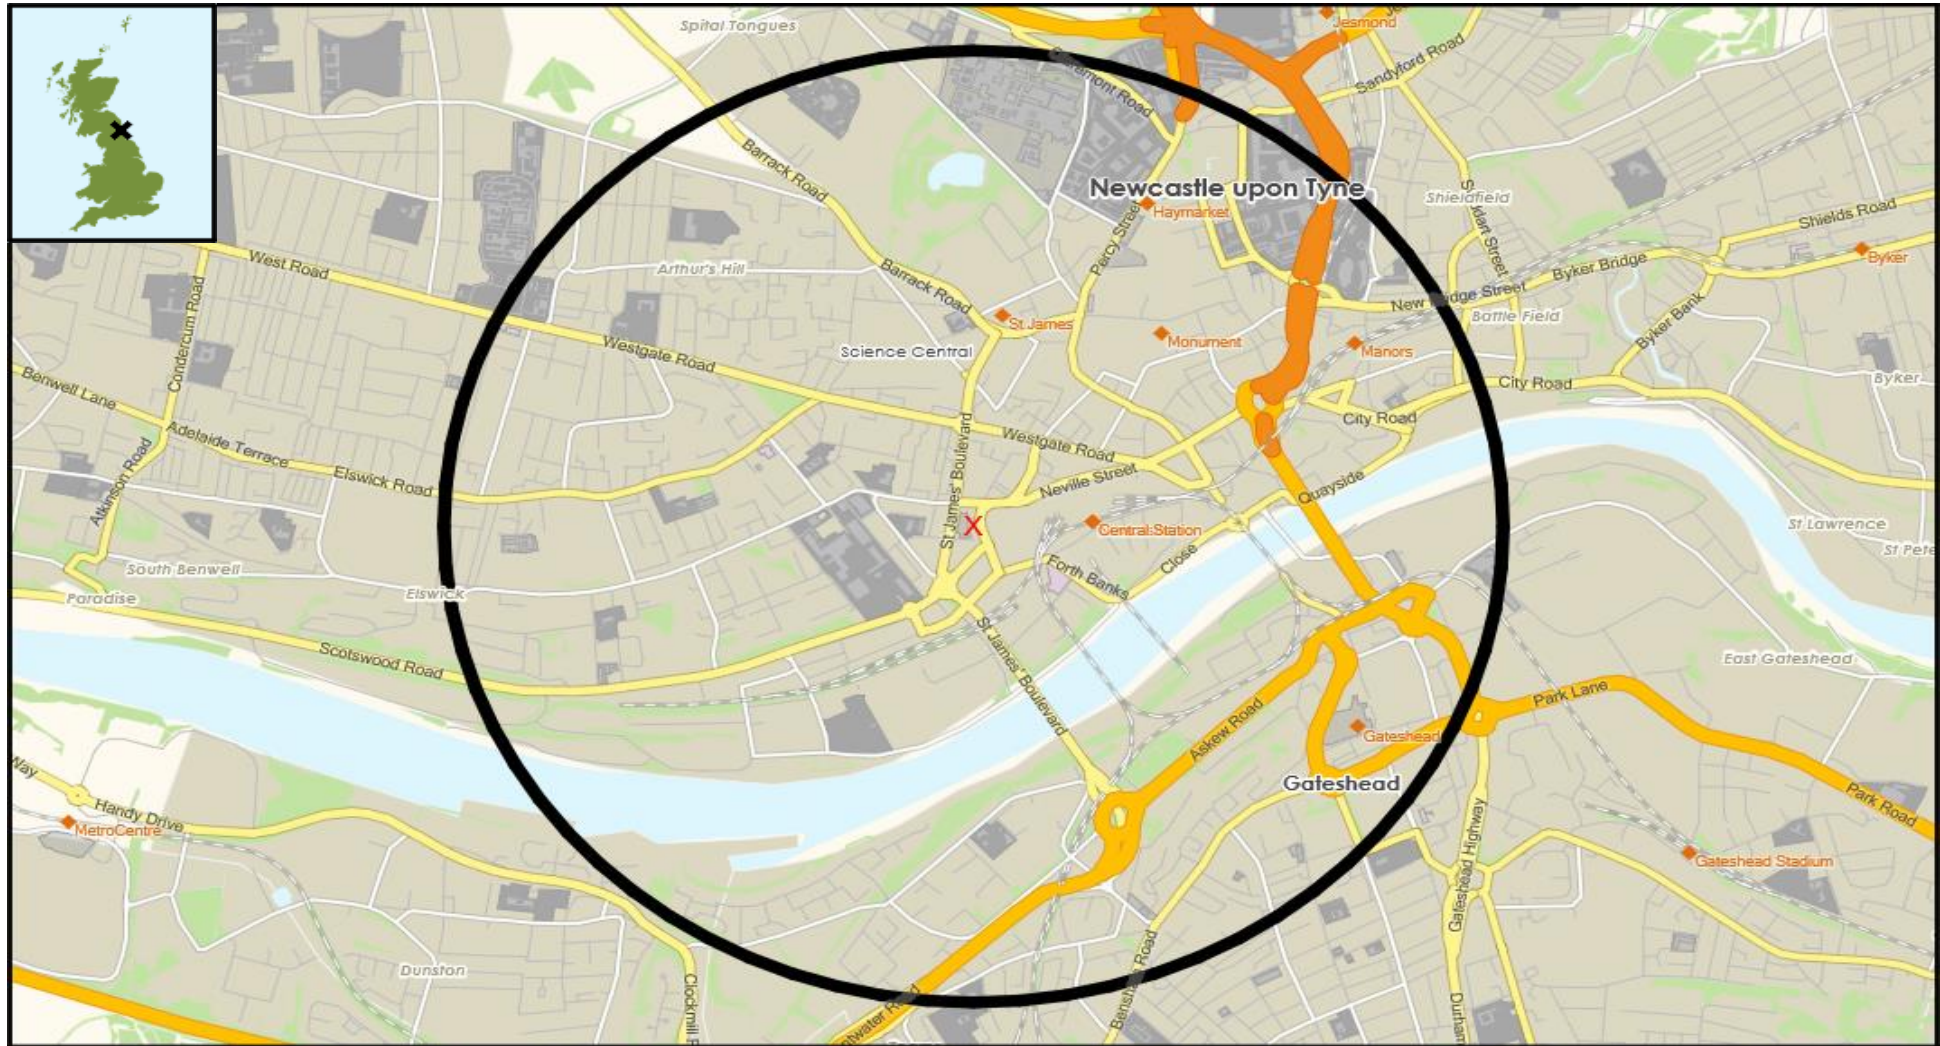 Spital Tongues
Jesmond
Sandyford Road
Barrack Road
Newcastle upon Tyne
Haymarket
Shieldfield
Shields Road
Percy Street
West Road
Arthur's Hill
Barrack Road
Byker Bridge
Byker
Condercum Road
New Bridge Street
Battle Field
St James
Byker Bank
Westgate Road
Science Central
Monument
Manors
Benwell Lane
Byker
City Road
City Road
Adelaide Terrace
Westgate Road
Elswick Road
Atkinson Road
St James' Boulevard
Neville Street
Quayside
X
Central Station
St Lawrence
St Pete
South Benwell
Close
Forth Banks
Paradise
Elswick
Scotswood Road
St James' Boulevard
East Gateshead
Park Lane
Askew Road
Gateshead
Way
Gateshead
Handy Drive
MetroCentre
Park Road
Gateshead Highway
Gateshead Stadium
Dunston
Clockmill R
Road
Road
Durham